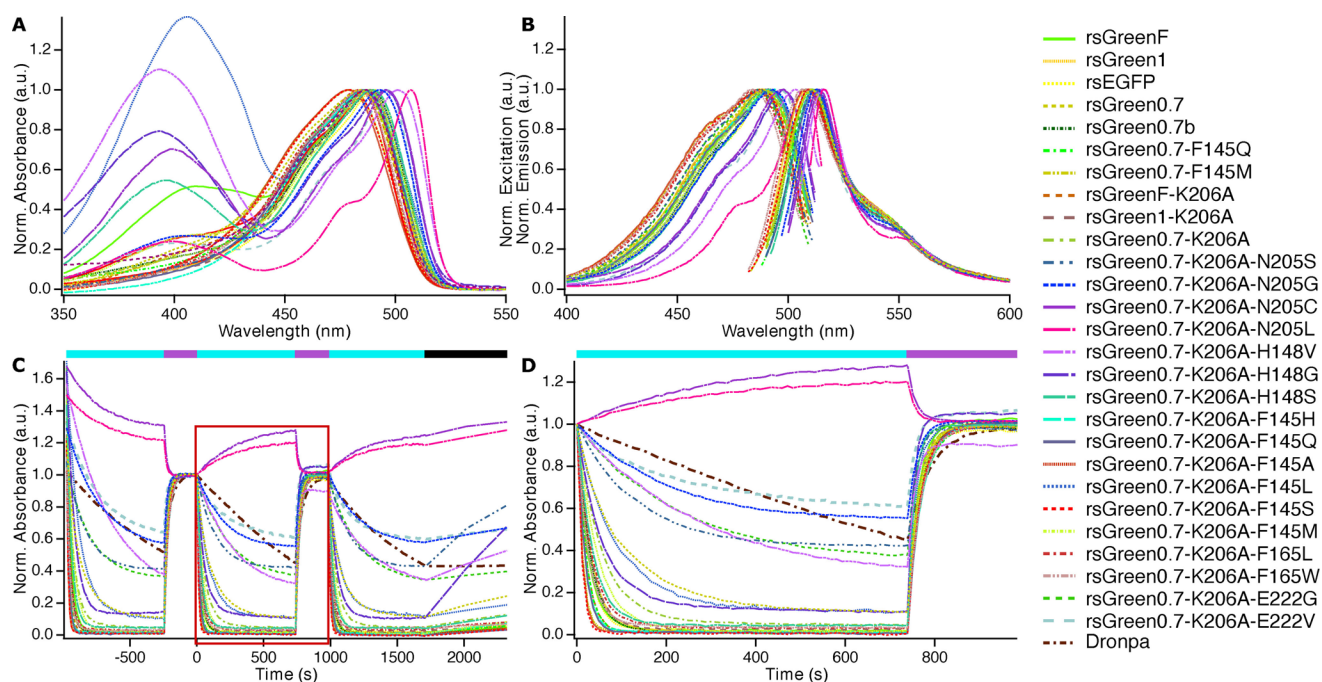 A
B
Norm. Absorbance (a.u.)
1.2
1.0
0.8
0.6
0.4
0.2
0.0
350
400
450
500
550
Wavelength (nm)
Norm. Excitation (a.u.)
Norm. Emission (a.u.)
1.2
1.0
0.8
0.6
0.4
0.2
0.0
400
450
500
550
600
Wavelength (nm)
C
D
Norm. Absorbance (a.u.)
1.6
1.4
1.2
1.0
0.8
0.6
0.4
0.2
0.0
-500
0
500
1000
1500
2000
Time (s)
Norm. Absorbance (a.u.)
1.2
1.0
0.8
0.6
0.4
0.2
0.0
0
200
400
600
800
Time (s)
rsGreenF
rsGreen1
rsEGFP
rsGreen0.7
rsGreen0.7b
rsGreen0.7-F145Q
rsGreen0.7-F145M
rsGreenF-K206A
rsGreen1-K206A
rsGreen0.7-K206A
rsGreen0.7-K206A-N205S
rsGreen0.7-K206A-N205G
rsGreen0.7-K206A-N205C
rsGreen0.7-K206A-N205L
rsGreen0.7-K206A-H148V
rsGreen0.7-K206A-H148G
rsGreen0.7-K206A-H148S
rsGreen0.7-K206A-F145H
rsGreen0.7-K206A-F145Q
rsGreen0.7-K206A-F145A
rsGreen0.7-K206A-F145L
rsGreen0.7-K206A-F145S
rsGreen0.7-K206A-F145M
rsGreen0.7-K206A-F165L
rsGreen0.7-K206A-F165W
rsGreen0.7-K206A-E222G
rsGreen0.7-K206A-E222V
Dronpa